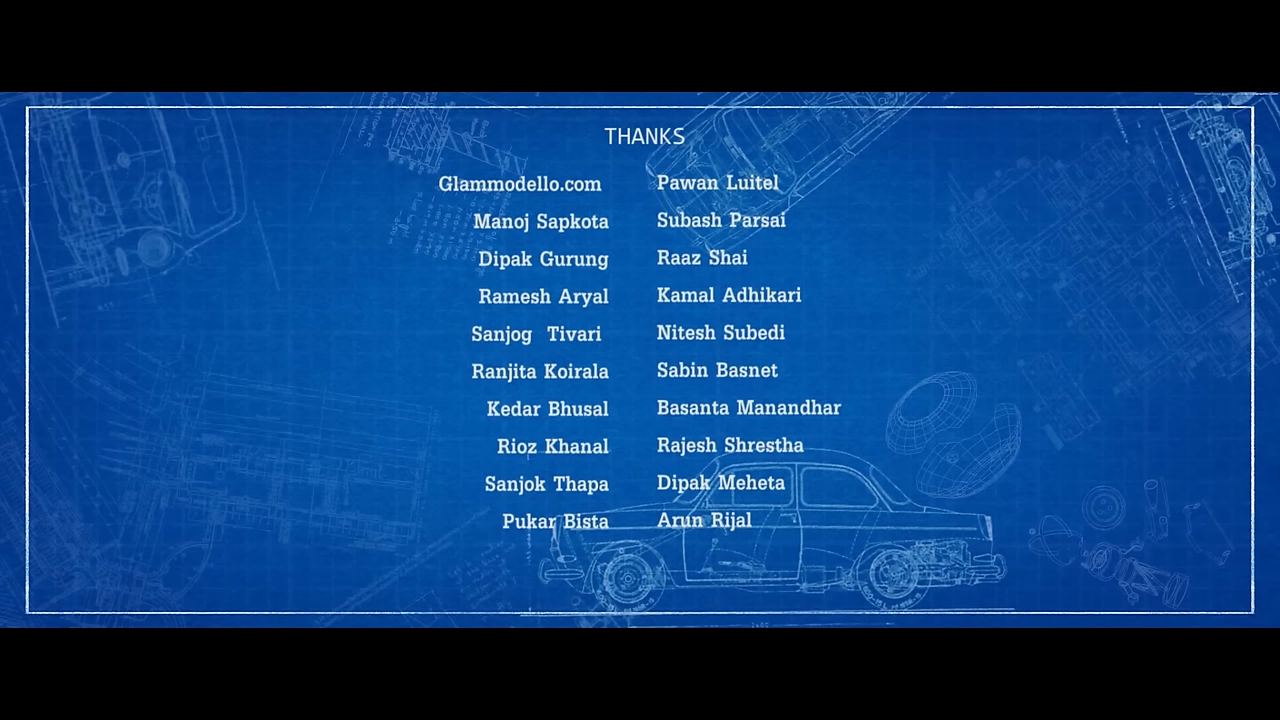 THANKS
Glammodello.com Pawan Luitel
Manoj Sapkota Subash Parsai
Dipak Gurung Raaz Shai
Ramesh Aryal Kamal Adhikari
Sanjog Tivari Nitesh Subedi
Ranjita Koirala Sabin Basnet
Kedar Bhusal Basanta Manandhar
Rioz Khanal Rajesh Shrestha
Sanjok Thapa Dipak Meheta
Pukar Bista Arun Rijal